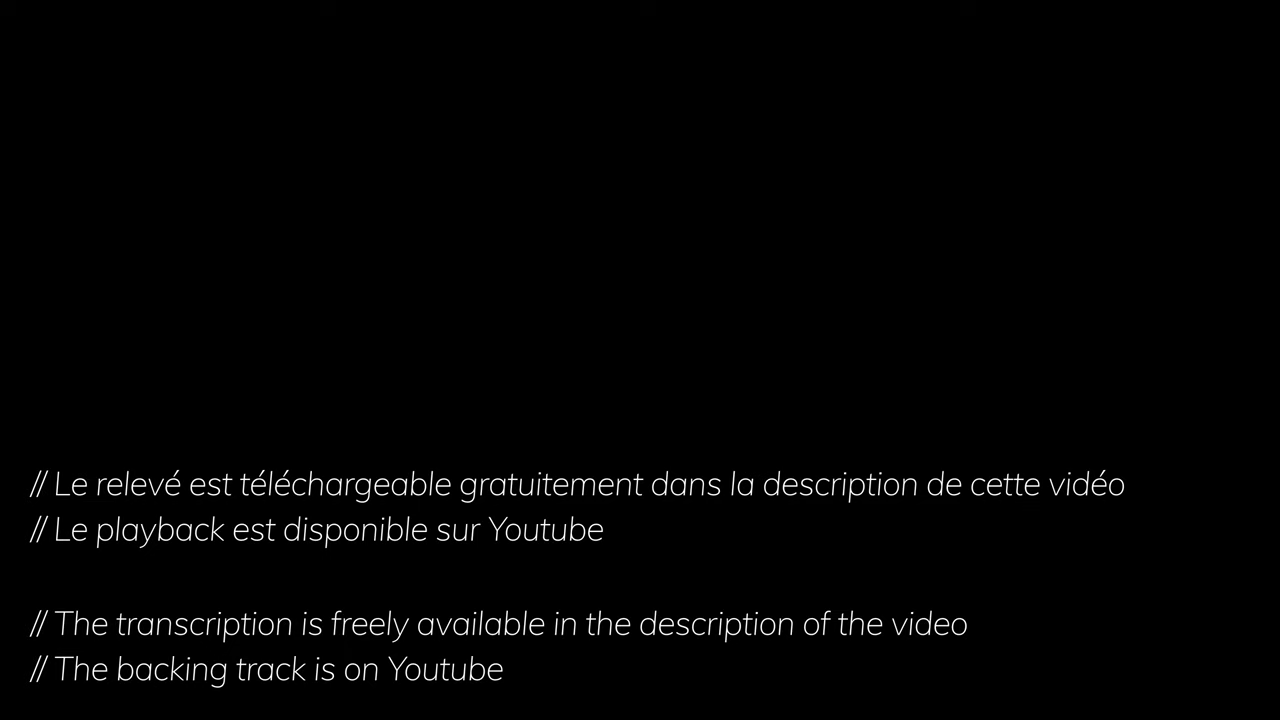 // Le relevé est téléchargeable gratuitement dans la description de cette vidéo
// Le playback est disponible sur Youtube
// The transcription is freely available in the description of the video
// The backing track is on Youtube